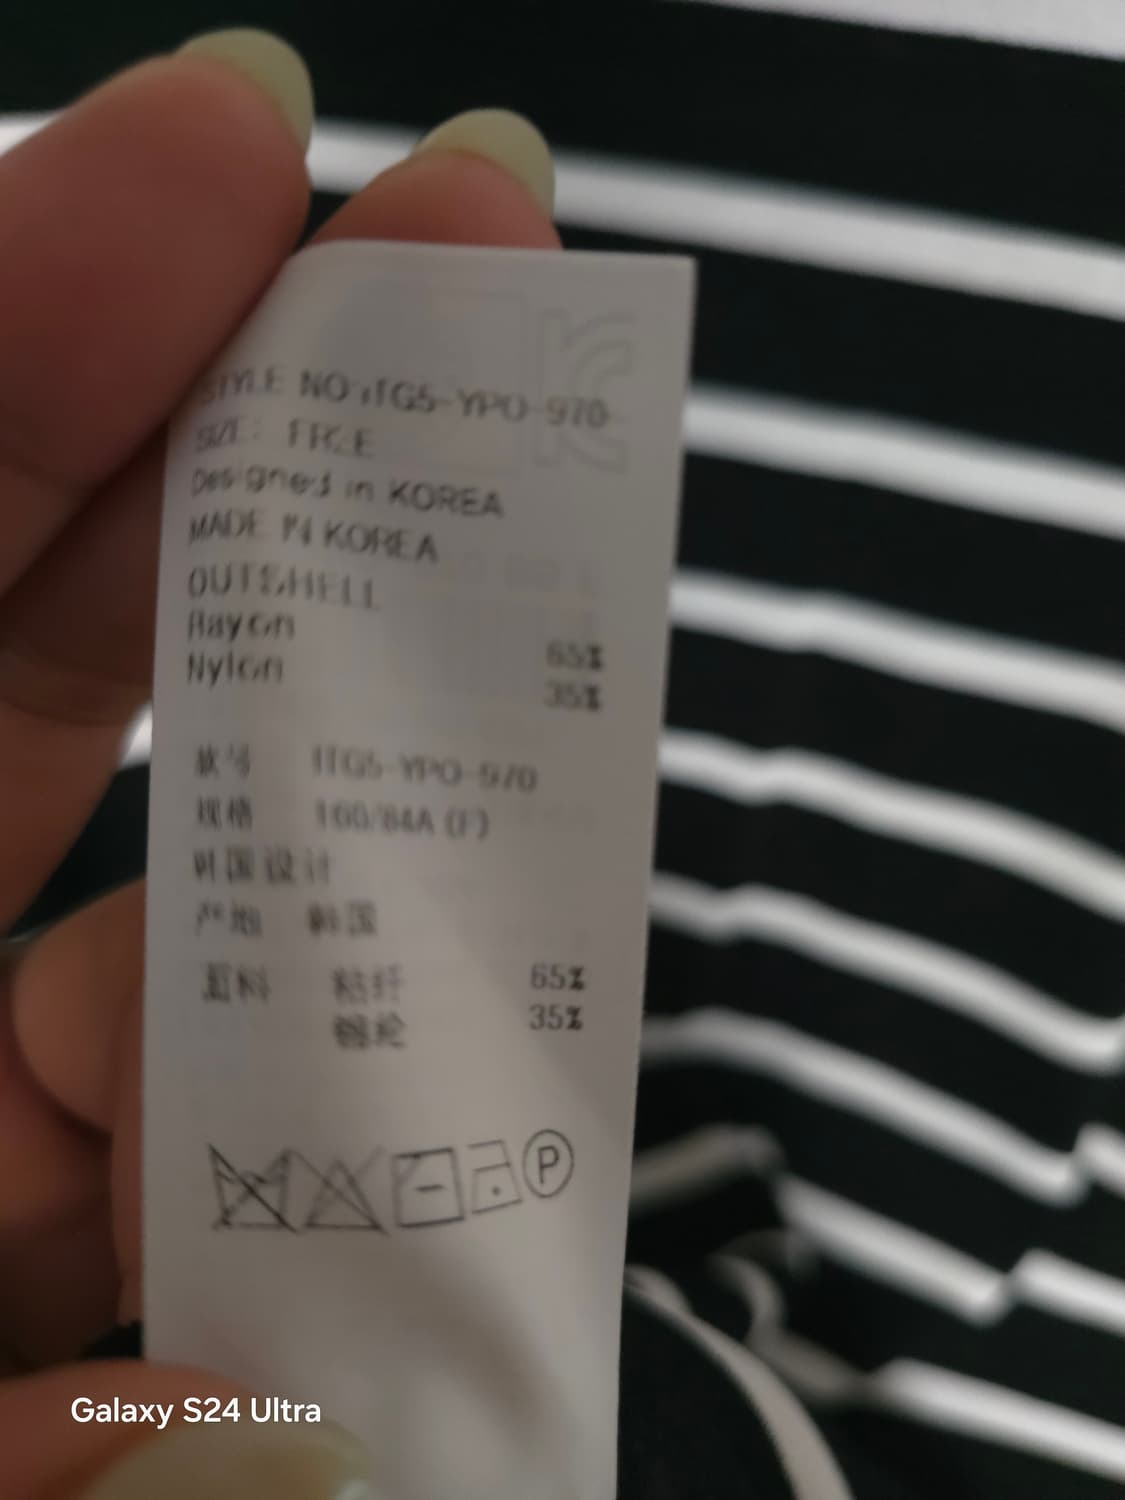 STYLE NO:ITG5-YPO-970
SIZE: FREE
Designed in KOREA
MADE IN KOREA
OUTSHELL
Rayon 65%
Nylon 35%
款号 ITG5-YPO-970
规格 160/84A (F)
韩国设计
产地 韩国
面料 粘纤 65%
锦纶 35%
P
Galaxy S24 Ultra